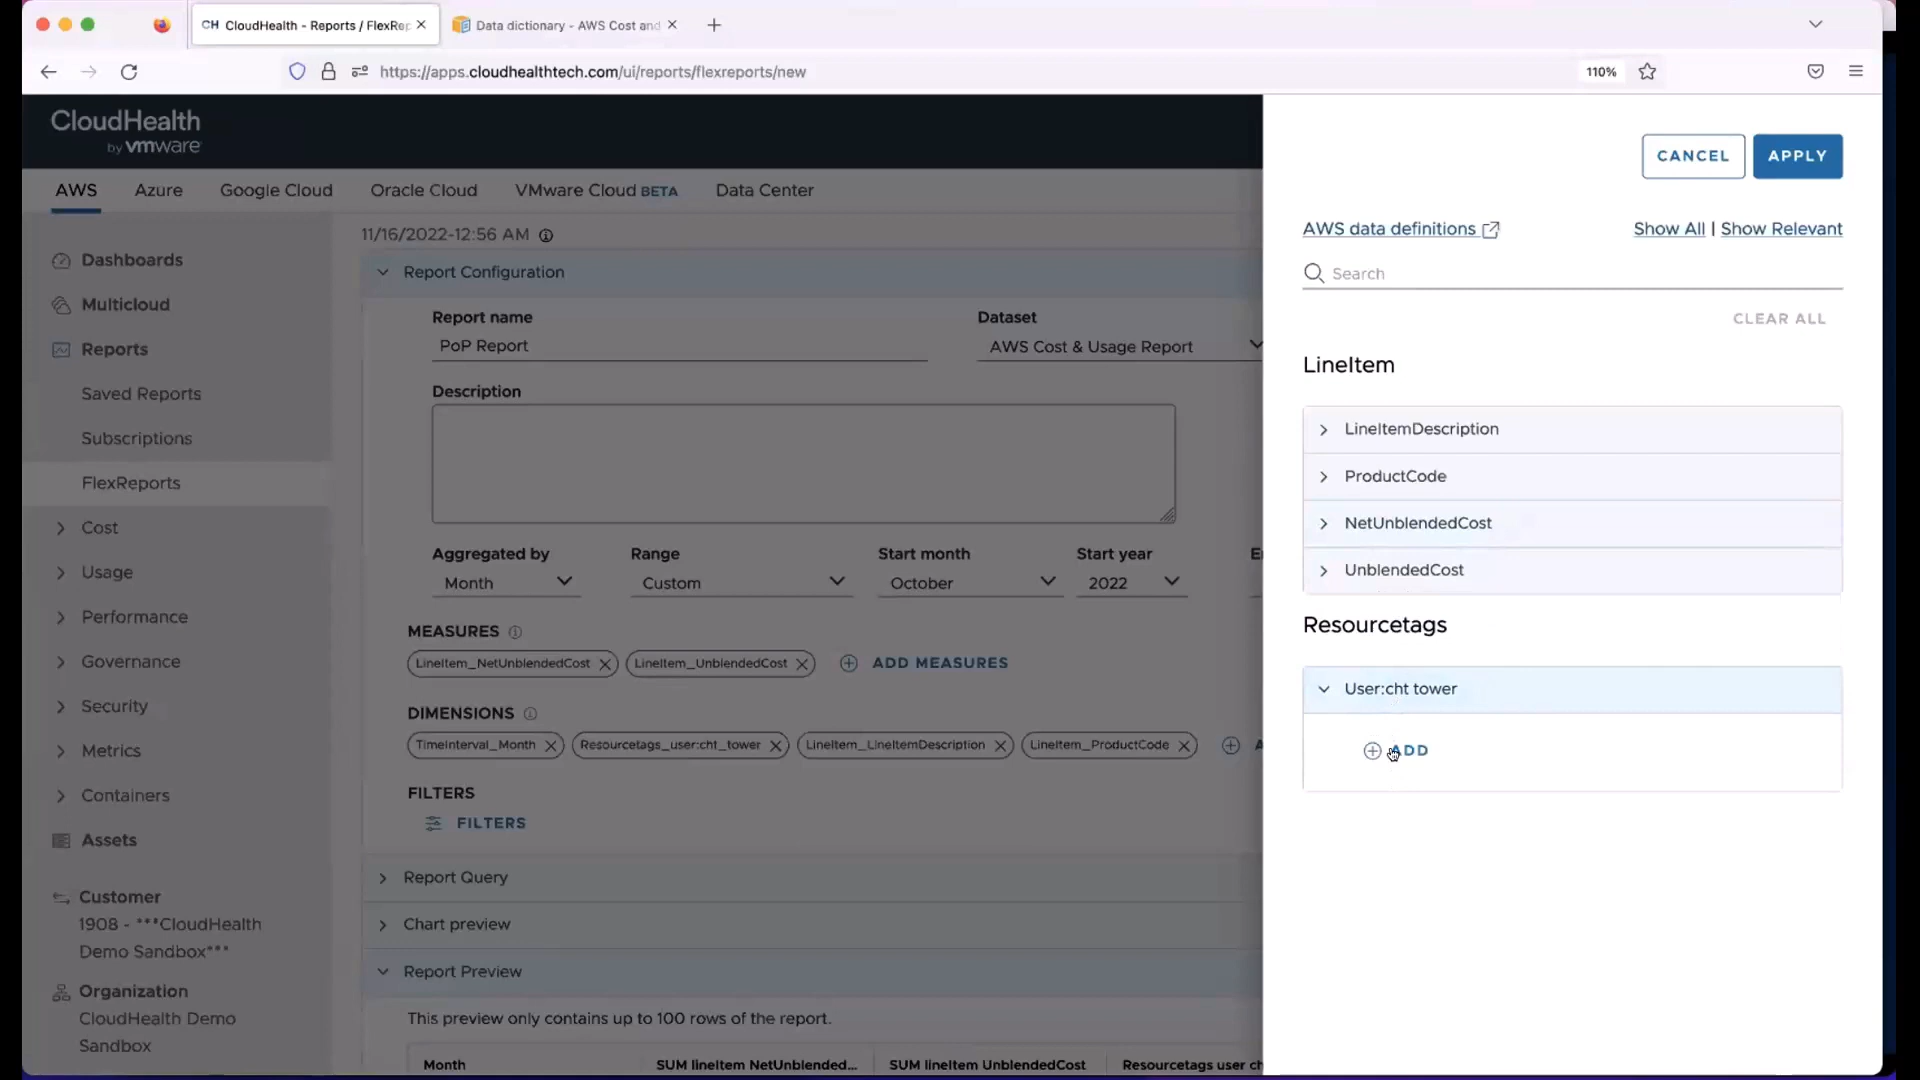 CH CloudHealth - Reports / FlexRep
Data dictionary - AWS Cost and
https://apps.cloudhealthtech.com/ui/reports/flexreports/new
110%
CloudHealth
by vmware
AWS
Azure
Google Cloud
Oracle Cloud
VMware Cloud BETA
Data Center
Dashboards
Multicloud
Reports
Saved Reports
Subscriptions
FlexReports
Cost
Usage
Performance
Governance
Security
Metrics
Containers
Assets
Customer
1908 - ***CloudHealth
Demo Sandbox***
Organization
CloudHealth Demo
Sandbox
11/16/2022-12:56 AM
Report Configuration
Report name
PoP Report
Dataset
AWS Cost & Usage Report
Description
Aggregated by
Month
Range
Custom
Start month
October
Start year
2022
MEASURES
LineItem_NetUnblendedCost
LineItem_UnblendedCost
ADD MEASURES
DIMENSIONS
TimeInterval_Month
Resourcetags_user:cht_tower
LineItem_LineItemDescription
LineItem_ProductCode
FILTERS
FILTERS
Report Query
Chart preview
Report Preview
This preview only contains up to 100 rows of the report.
Month
SUM lineItem NetUnblended...
SUM lineItem UnblendedCost
Resourcetags user ch
CANCEL
APPLY
AWS data definitions
Show All | Show Relevant
Search
CLEAR ALL
LineItem
LineItemDescription
ProductCode
NetUnblendedCost
UnblendedCost
Resourcetags
User:cht tower
ADD